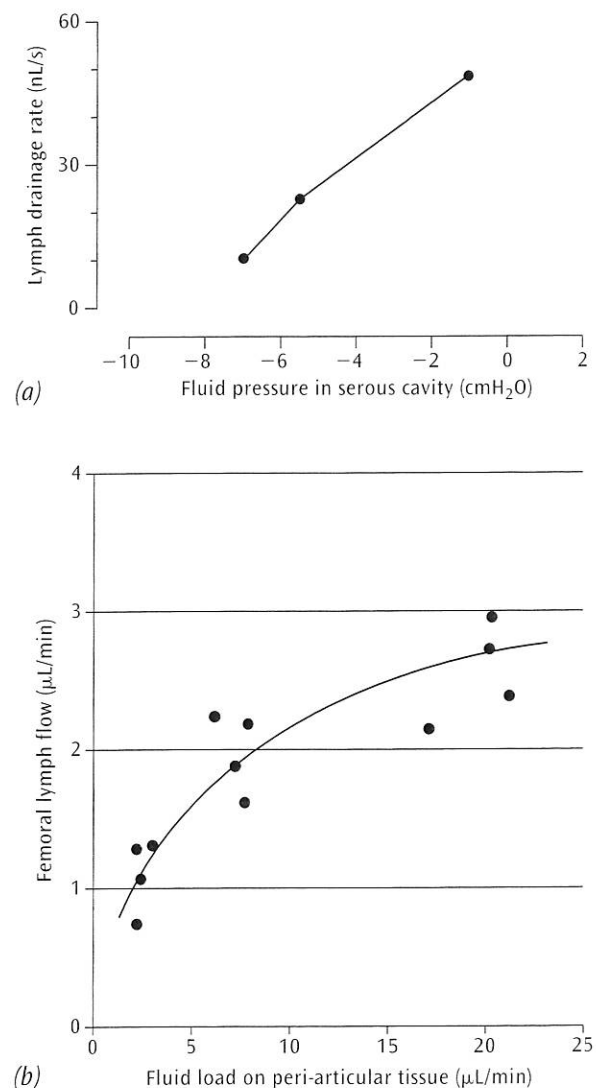 60
30
0
Lymph drainage rate (nL/s)
−10 −8 −6 −4 −2 0 2
Fluid pressure in serous cavity (cmH₂O)
(a)
4
3
2
1
0
Femoral lymph flow (μL/min)
0 5 10 15 20 25
Fluid load on peri-articular tissue (μL/min)
(b)